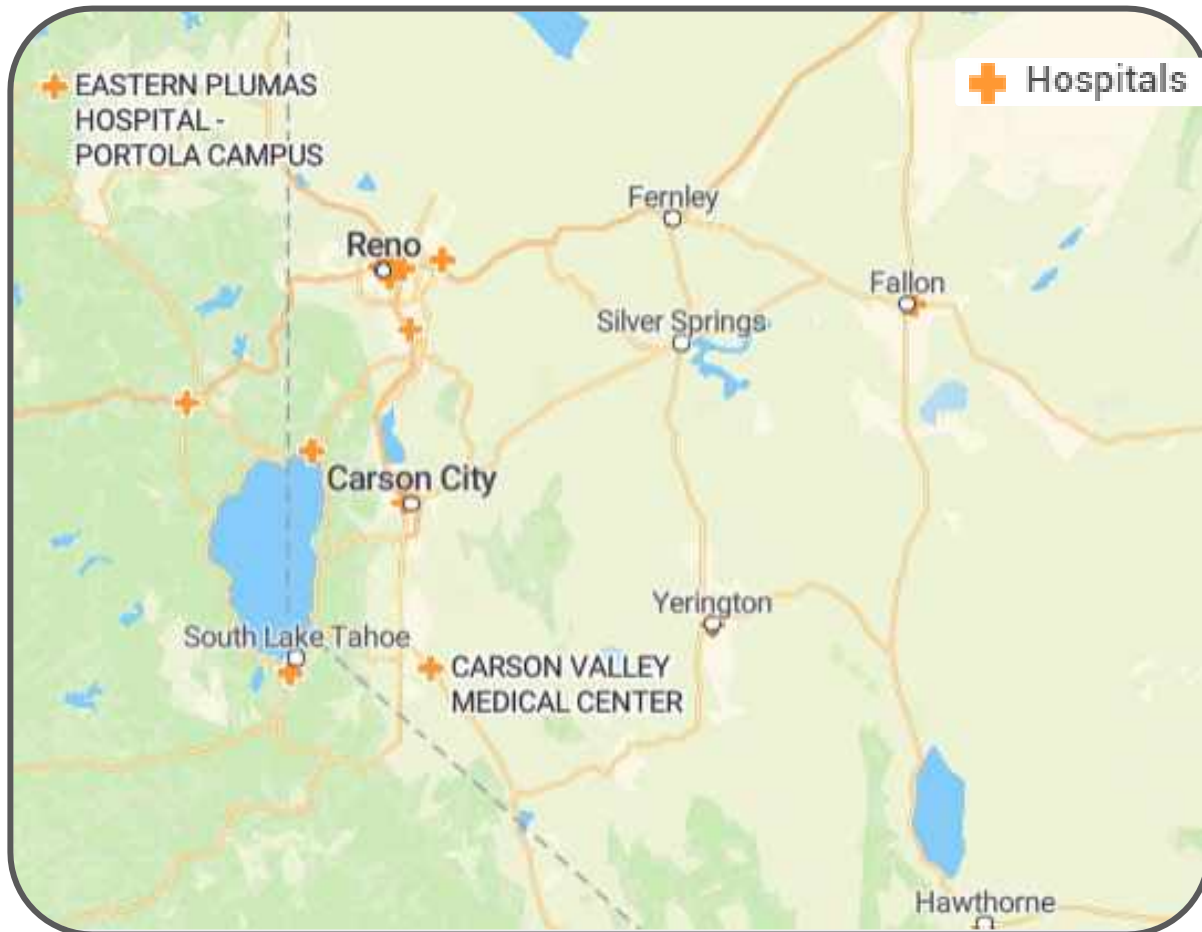 EASTERN PLUMAS
HOSPITAL -
PORTOLA CAMPUS
Hospitals
Fernley
Reno
Fallon
Silver Springs
Carson City
Yerington
South Lake Tahoe
CARSON VALLEY
MEDICAL CENTER
Hawthorne